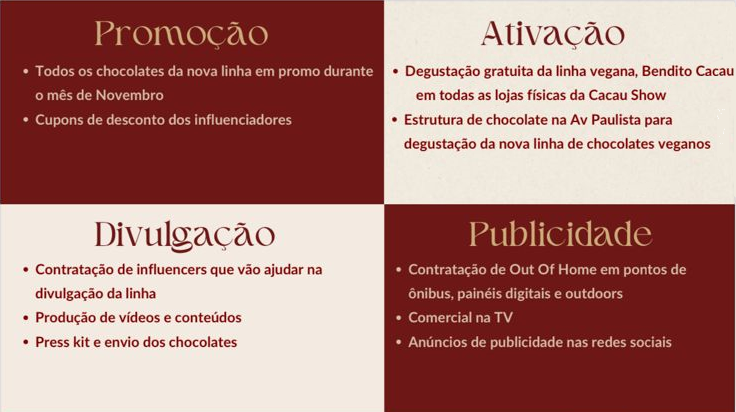 Promoção
• Todos os chocolates da nova linha em promo durante
o mês de Novembro
• Cupons de desconto dos influenciadores
Ativação
• Degustação gratuita da linha vegana, Bendito Cacau
em todas as lojas físicas da Cacau Show
• Estrutura de chocolate na Av Paulista para
degustação da nova linha de chocolates veganos
Divulgação
• Contratação de influencers que vão ajudar na
divulgação da linha
• Produção de vídeos e conteúdos
• Press kit e envio dos chocolates
Publicidade
• Contratação de Out Of Home em pontos de
ônibus, painéis digitais e outdoors
• Comercial na TV
• Anúncios de publicidade nas redes sociais